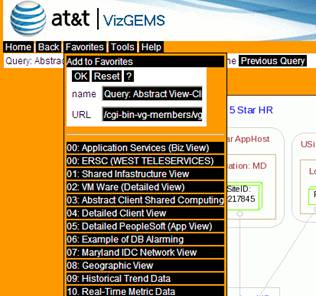 at&t VizGEMS
Home Back Favorites Tools Help
Query: Abstrac
Add to Favorites
ne Previous Query
OK Reset ?
name Query: Abstract View-Cl
URL /cgi-bin-vg-members/vg
5 Star HR
ar AppHost
USi
ation: MD
Lo
SiteID:
217845
00: Application Services (Biz View)
00: ERSC (WEST TELESERVICES)
01: Shared Infrastructure View
02: VM Ware (Detailed View)
03: Abstract Client Shared Computing
04: Detailed Client View
05: Detailed PeopleSoft (App View)
06: Example of DB Alarming
07: Maryland IDC Network View
08: Geographic View
09: Historical Trend Data
10. Real-Time Metric Data